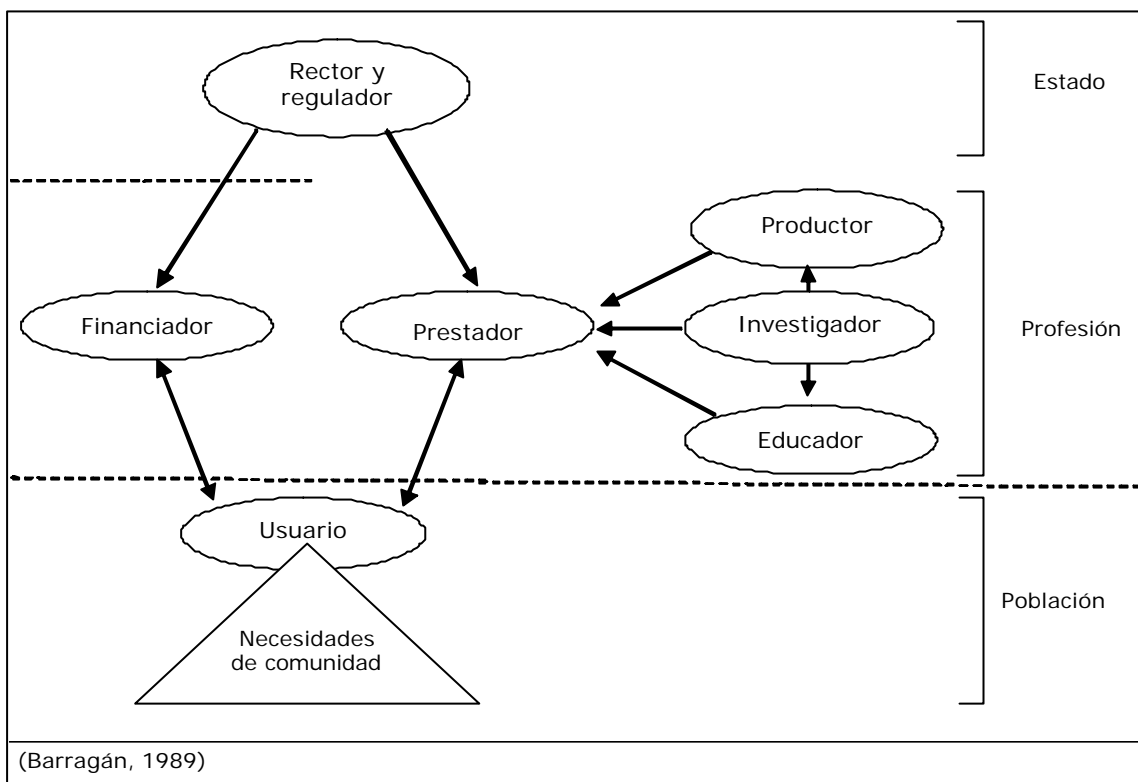 Rector y
regulador
Estado
Productor
Financiador
Prestador
Investigador
Profesión
Educador
Usuario
Necesidades
de comunidad
Población
(Barragán, 1989)